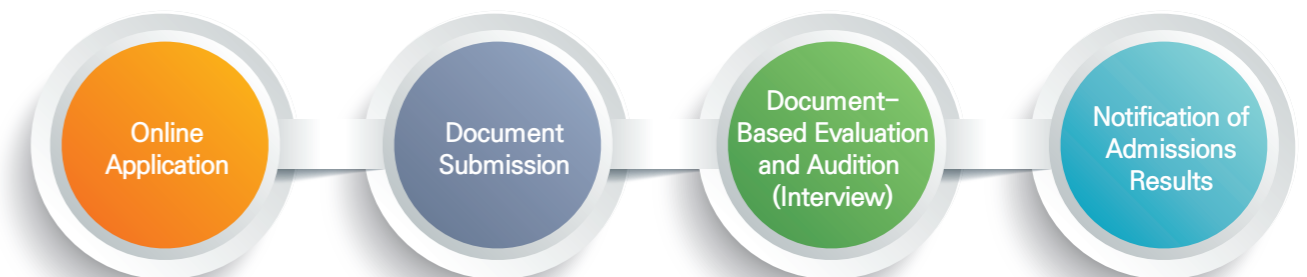 Online
Application
Document
Submission
Document-
Based Evaluation
and Audition
(Interview)
Notification of
Admissions
Results